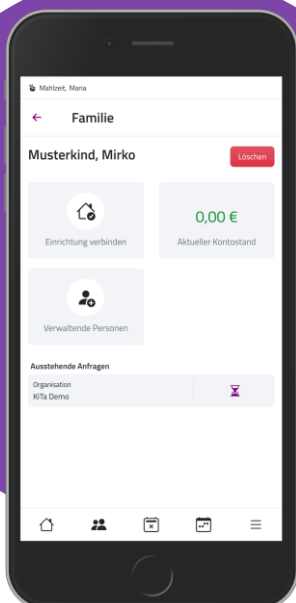 Mahlzeit, Maria
Familie
Musterkind, Mirko
Löschen
Einrichtung verbinden
0,00 €
Aktueller Kontostand
Verwaltende Personen
Ausstehende Anfragen
Organisation
KiTa Demo